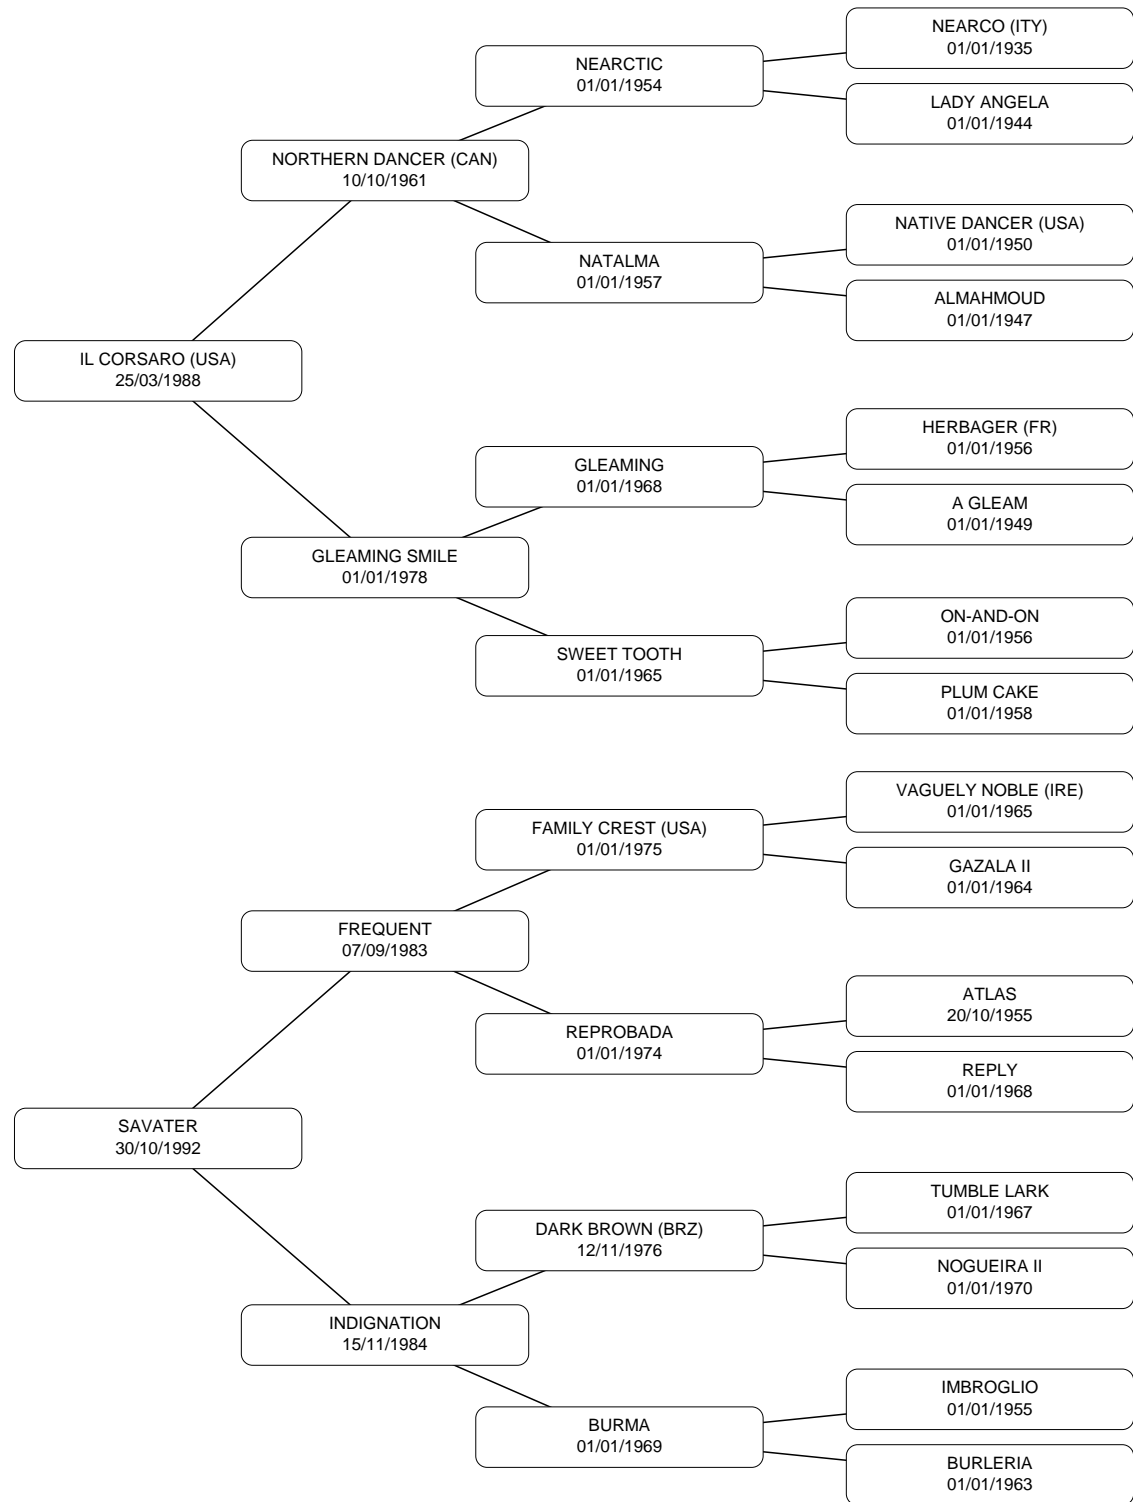 NEARCO (ITY)
01/01/1935
NEARCTIC
01/01/1954
LADY ANGELA
01/01/1944
NORTHERN DANCER (CAN)
10/10/1961
NATIVE DANCER (USA)
01/01/1950
NATALMA
01/01/1957
ALMAHMOUD
01/01/1947
IL CORSARO (USA)
25/03/1988
HERBAGER (FR)
01/01/1956
GLEAMING
01/01/1968
A GLEAM
01/01/1949
GLEAMING SMILE
01/01/1978
ON-AND-ON
01/01/1956
SWEET TOOTH
01/01/1965
PLUM CAKE
01/01/1958
VAGUELY NOBLE (IRE)
01/01/1965
FAMILY CREST (USA)
01/01/1975
GAZALA II
01/01/1964
FREQUENT
07/09/1983
ATLAS
20/10/1955
REPROBADA
01/01/1974
REPLY
01/01/1968
SAVATER
30/10/1992
TUMBLE LARK
01/01/1967
DARK BROWN (BRZ)
12/11/1976
NOGUEIRA II
01/01/1970
INDIGNATION
15/11/1984
IMBROGLIO
01/01/1955
BURMA
01/01/1969
BURLERIA
01/01/1963